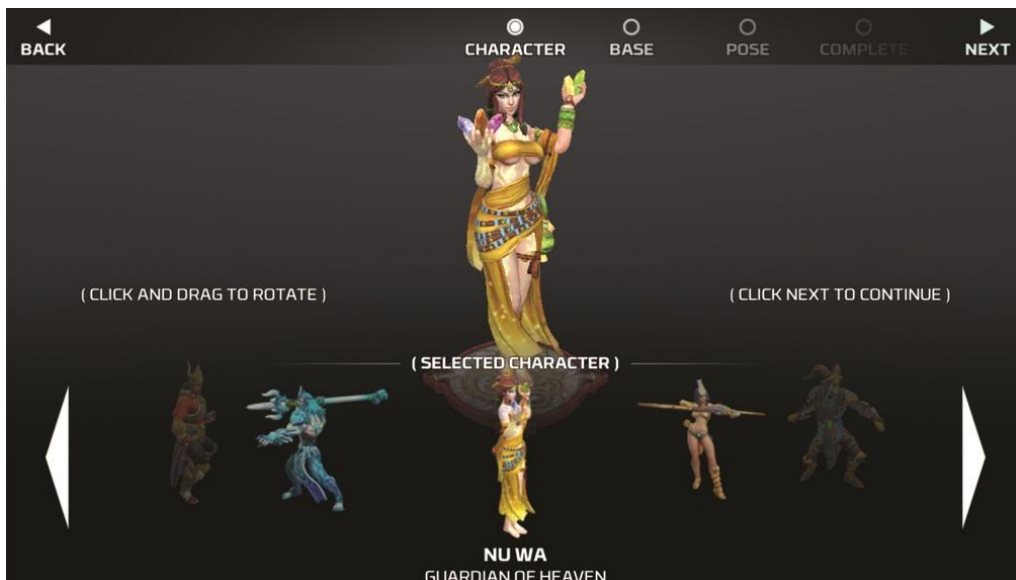 BACK
CHARACTER
BASE
POSE
COMPLETE
NEXT
( CLICK AND DRAG TO ROTATE )
( CLICK NEXT TO CONTINUE )
( SELECTED CHARACTER )
NU WA
GUARDIAN OF HEAVEN